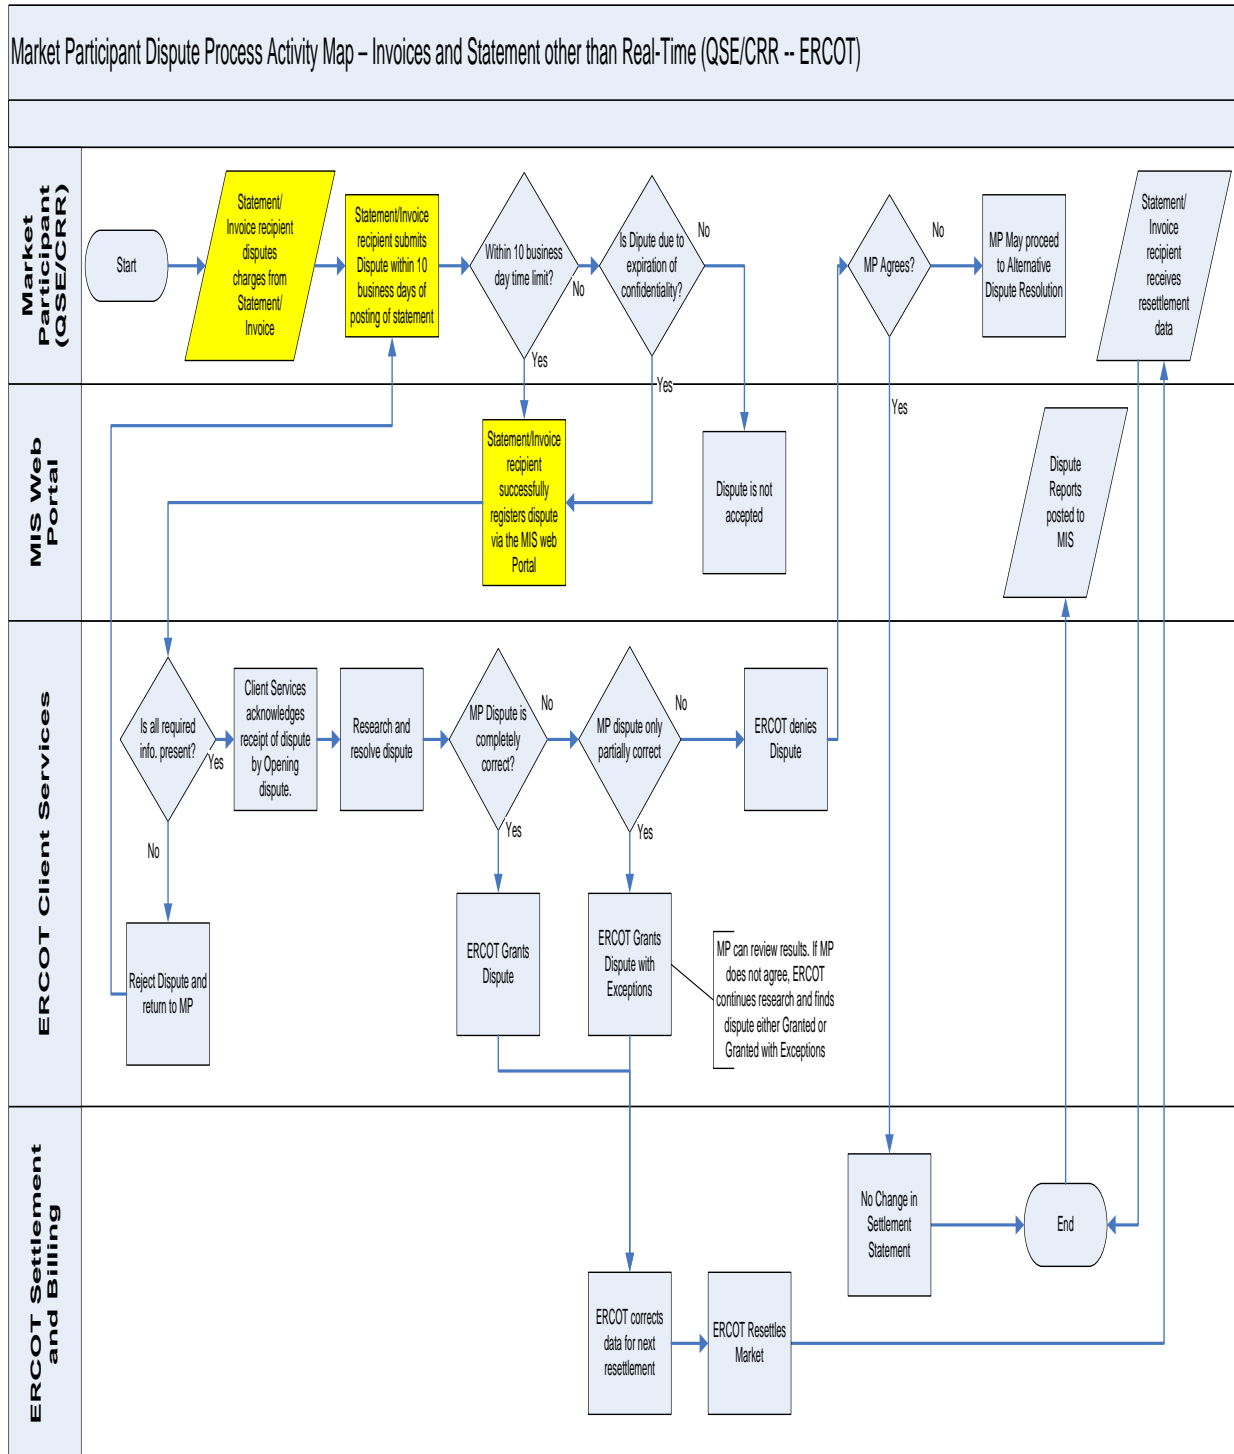 Market Participant Dispute Process Activity Map – Invoices and Statement other than Real-Time (QSE/CRR -- ERCOT)
Market
Participant
(QSE/CRR)
Start
Statement/
Invoice recipient
disputes
charges from
Statement/
Invoice
Statement/Invoice
recipient submits
Dispute within 10
business days of
posting of statement
Within 10 business
day time limit?
No
Yes
Is Dipute due to
expiration of
confidentiality?
No
Yes
MP Agrees?
No
Yes
MP May proceed
to Alternative
Dispute Resolution
Statement/
Invoice
recipient
receives
resettlement
data
MIS Web
Portal
Statement/Invoice
recipient
successfully
registers dispute
via the MIS web
Portal
Dispute is not
accepted
Dispute
Reports
posted to
MIS
ERCOT Client Services
Is all required
info. present?
Yes
No
Client Services
acknowledges
receipt of dispute
by Opening
dispute.
Research and
resolve dispute
MP Dispute is
completely
correct?
No
Yes
MP dispute only
partially correct
No
Yes
ERCOT denies
Dispute
Reject Dispute and
return to MP
ERCOT Grants
Dispute
ERCOT Grants
Dispute with
Exceptions
MP can review results. If MP
does not agree, ERCOT
continues research and finds
dispute either Granted or
Granted with Exceptions
ERCOT Settlement
and Billing
No Change in
Settlement
Statement
End
ERCOT corrects
data for next
resettlement
ERCOT Resettles
Market